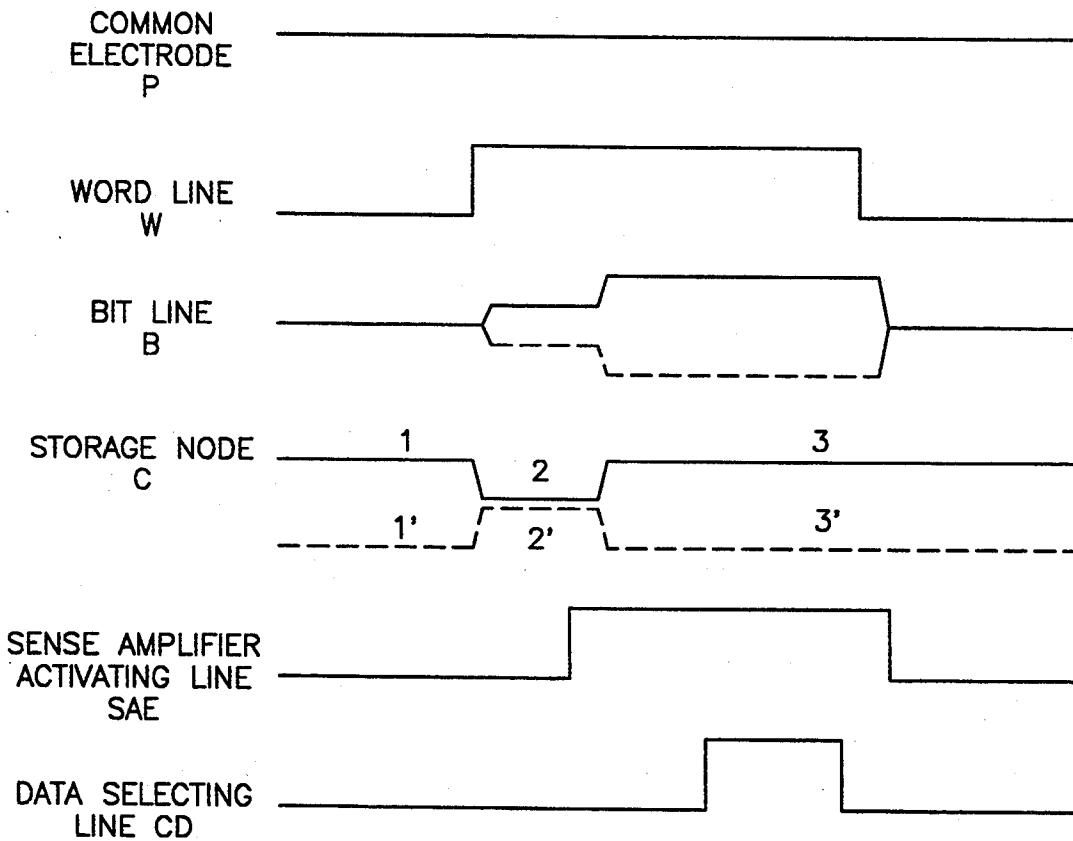 COMMON
ELECTRODE
P
WORD LINE
W
BIT LINE
B
STORAGE NODE
C
1
2
3
1'
2'
3'
SENSE AMPLIFIER
ACTIVATING LINE
SAE
DATA SELECTING
LINE CD